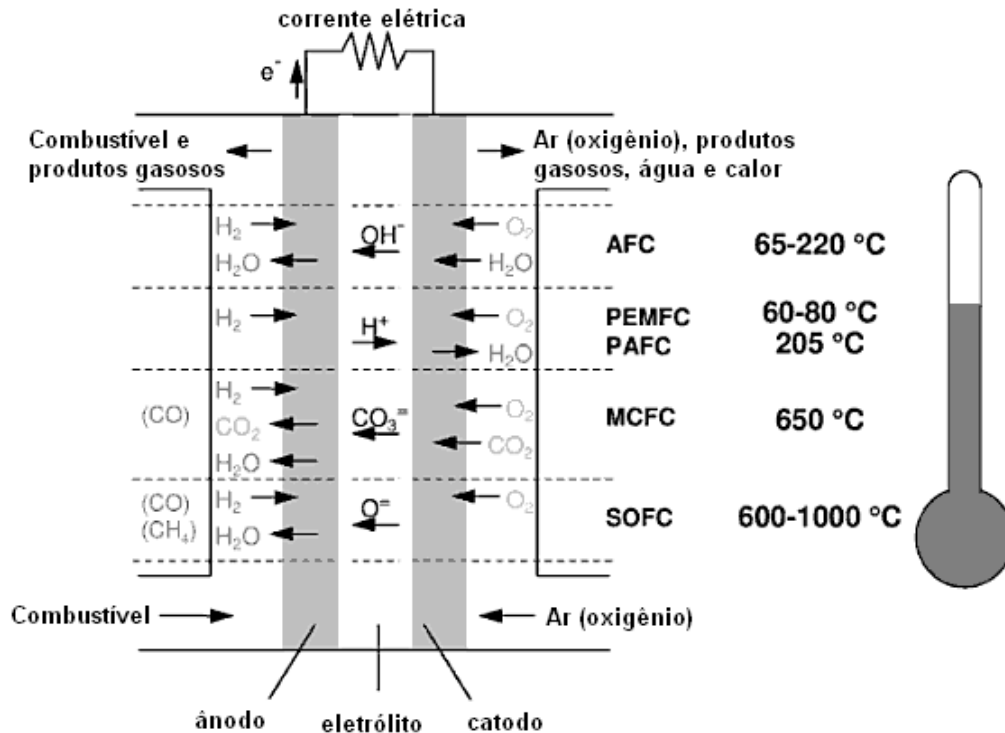 corrente elétrica
e⁻
Combustível e
produtos gasosos
Ar (oxigênio), produtos
gasosos, água e calor
H₂
OH⁻
O₂
AFC
65-220 °C
H₂O
H₂O
H₂
H⁺
O₂
PEMFC
60-80 °C
H₂O
PAFC
205 °C
H₂
(CO)
CO₃⁼
O₂
MCFC
650 °C
CO₂
CO₂
H₂O
(CO)
H₂
O⁼
O₂
SOFC
600-1000 °C
(CH₄)
H₂O
Combustível
Ar (oxigênio)
ânodo
eletrólito
catodo